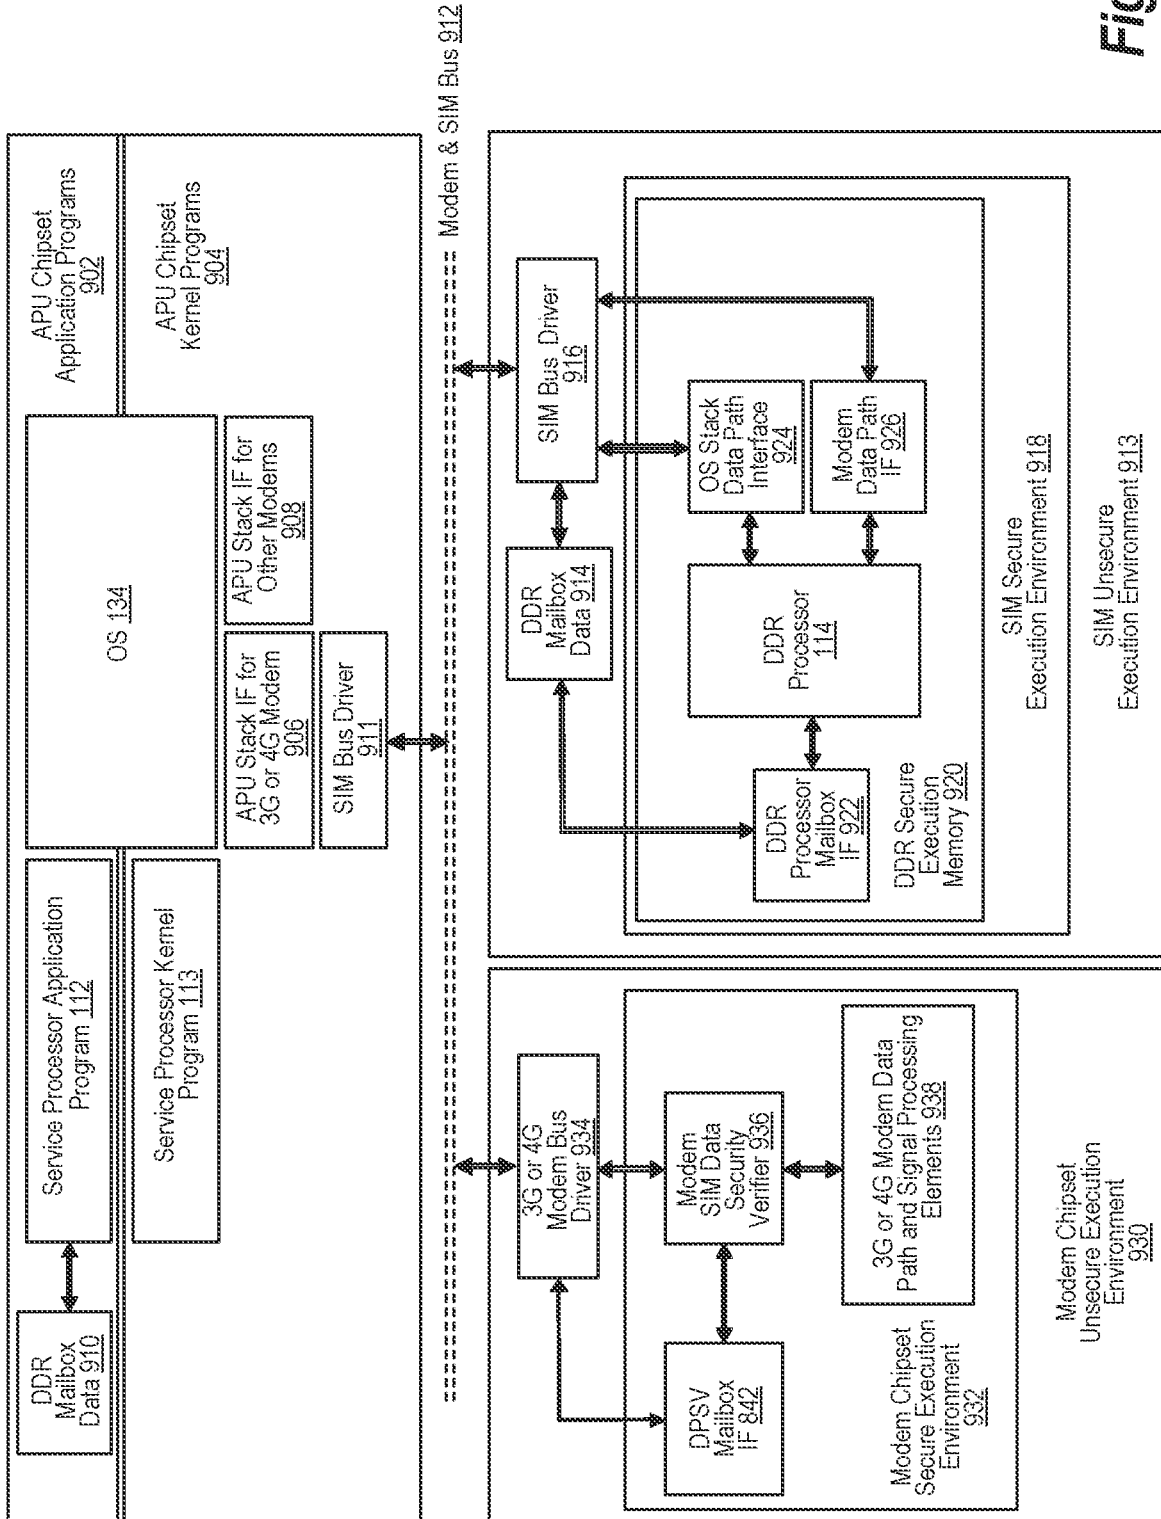 DDR
Mailbox
Data 910
Service Processor Application
Program 112
Service Processor Kernel
Program 113
OS 134
APU Stack IF for
3G or 4G Modem
906
APU Stack IF for
Other Modems
908
SIM Bus Driver
911
APU Chipset
Application Programs
902
APU Chipset
Kernel Programs
904
Modem & SIM Bus 912
3G or 4G
Modem Bus
Driver 934
DPSV
Mailbox
IF 842
Modem
SIM Data
Security
Verifier 936
3G or 4G Modem Data
Path and Signal Processing
Elements 938
Modem Chipset
Secure Execution
Environment
932
Modem Chipset
Unsecure Execution
Environment
930
DDR
Mailbox
Data 914
SIM Bus Driver
916
DDR
Processor
Mailbox
IF 922
DDR
Processor
114
OS Stack
Data Path
Interface
924
Modem
Data Path
IF 926
DDR Secure
Execution
Memory 920
SIM Secure
Execution Environment 918
SIM Unsecure
Execution Environment 913
Fig